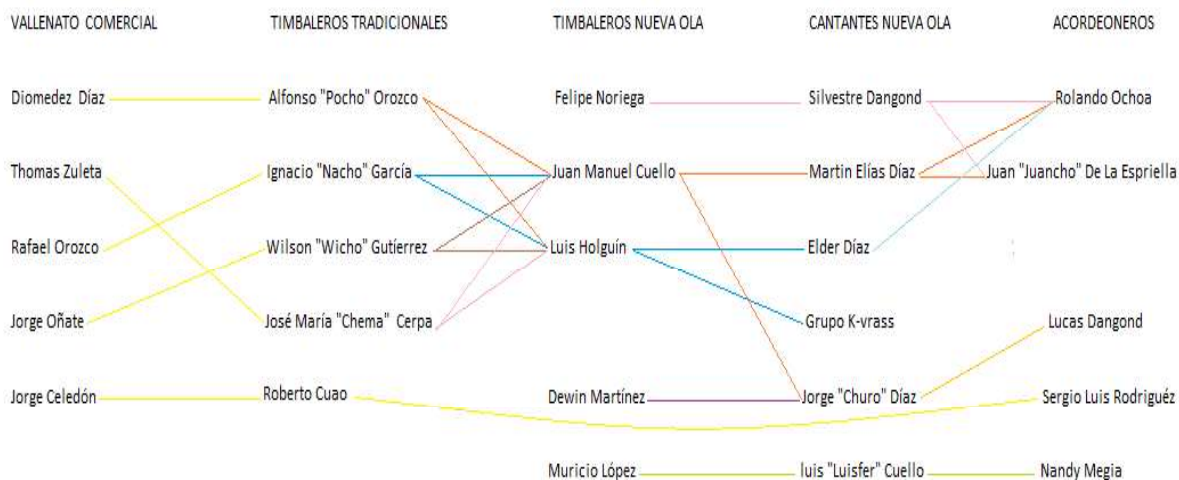 VALLENATO COMERCIAL TIMBALEROS TRADICIONALES TIMBALEROS NUEVA OLA CANTANTES NUEVA OLA ACORDEONEROS
Diomedez Díaz Alfonso "Pocho" Orozco Felipe Noriega Silvestre Dangond Rolando Ochoa
Thomas Zuleta Ignacio "Nacho" García Juan Manuel Cuello Martin Elías Díaz Juan "Juancho" De La Espriella
Rafael Orozco Wilson "Wicho" Gutíerrez Luis Holguín Elder Díaz
Jorge Oñate José María "Chema" Cerpa Grupo K-vrass Lucas Dangond
Jorge Celedón Roberto Cuao Dewin Martínez Jorge "Churo" Díaz Sergio Luis Rodriguéz
Muricio López luis "Luisfer" Cuello Nandy Megia